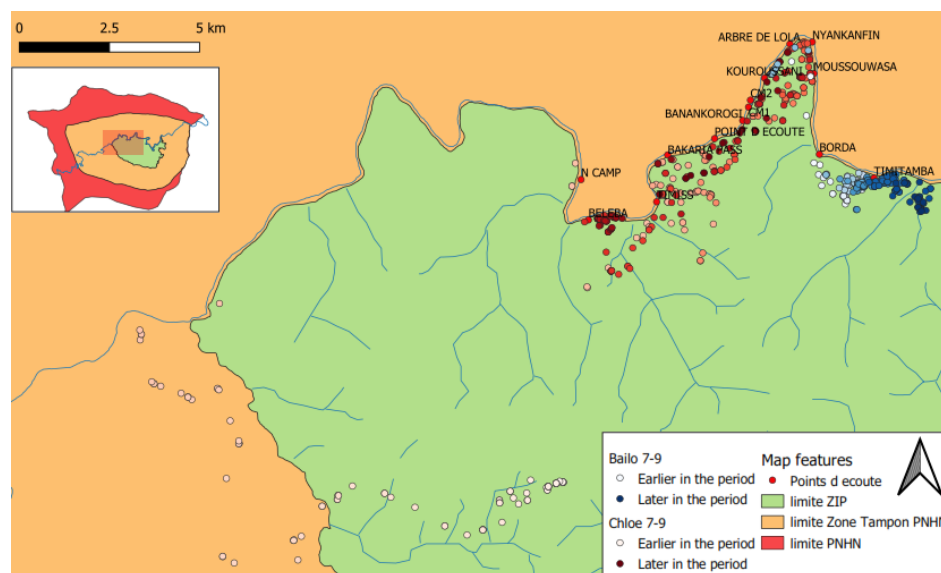 0 2.5 5 km
ARBRE DE LOLA
NYANKANFIN
KOUROUSSANI
MOUSSOUWASA
CM2
BANANKOROGI
CM1
POINT D ECOUTE
BAKARIA PASS
BORDA
N CAMP
TIMITAMBA
BELEBA
Bailo 7-9
Earlier in the period
Later in the period
Chloe 7-9
Earlier in the period
Later in the period
Map features
Points d ecoute
limite ZIP
limite Zone Tampon PNHN
limite PNHN